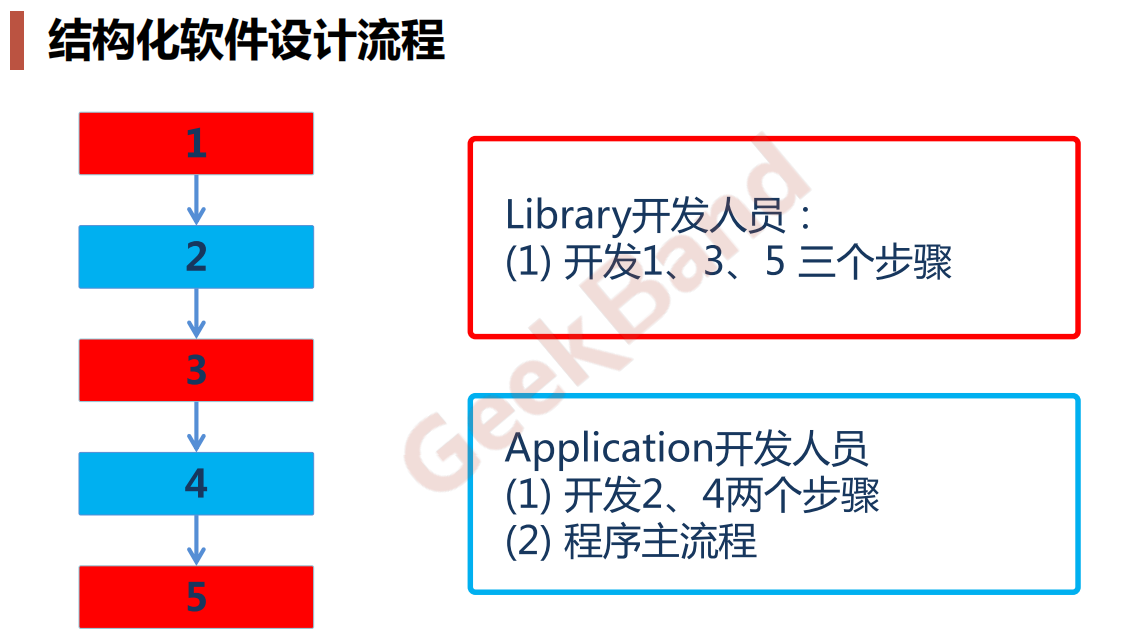 结构化软件设计流程
1
2
3
4
5
Library开发人员：
(1) 开发1、3、5 三个步骤
Application开发人员
(1) 开发2、4两个步骤
(2) 程序主流程
GeekBand